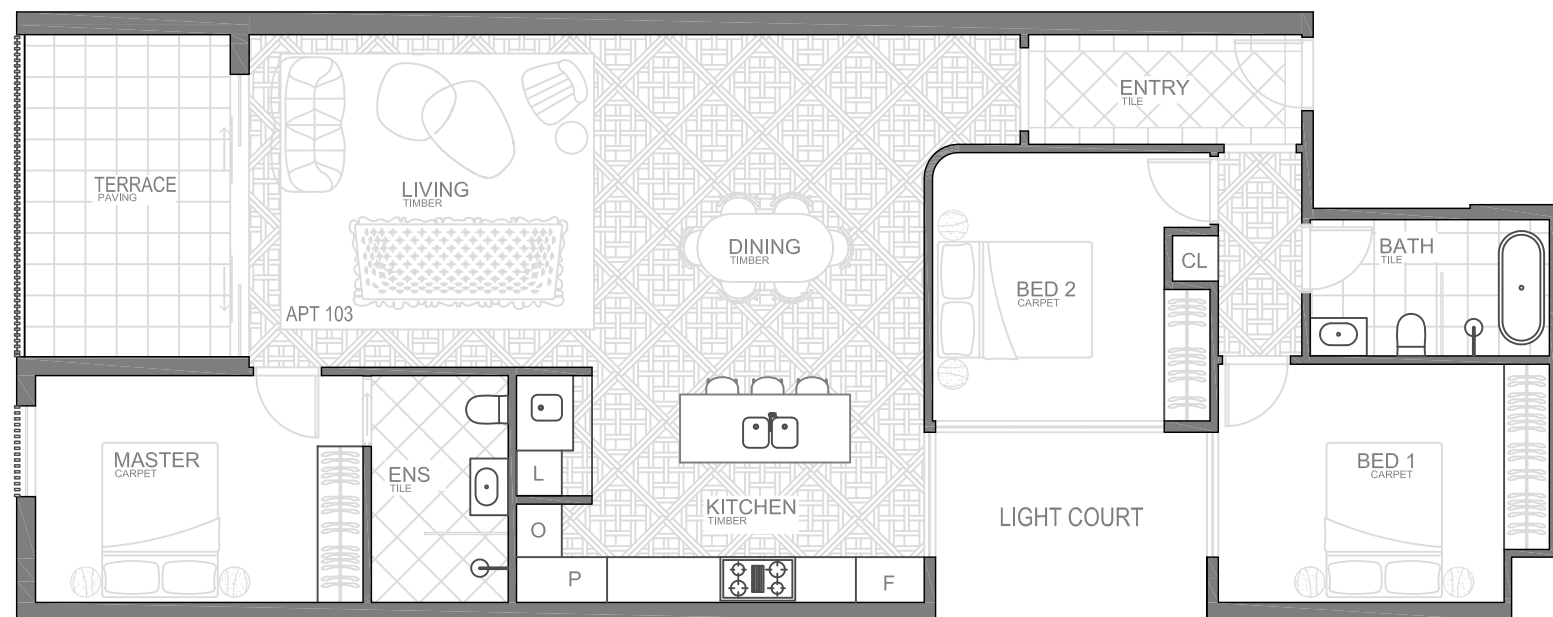 ENTRY
TILE
TERRACE
PAVING
LIVING
TIMBER
DINING
TIMBER
BATH
TILE
CL
BED 2
CARPET
APT 103
MASTER
CARPET
ENS
TILE
L
BED 1
CARPET
KITCHEN
TIMBER
LIGHT COURT
O
P
F